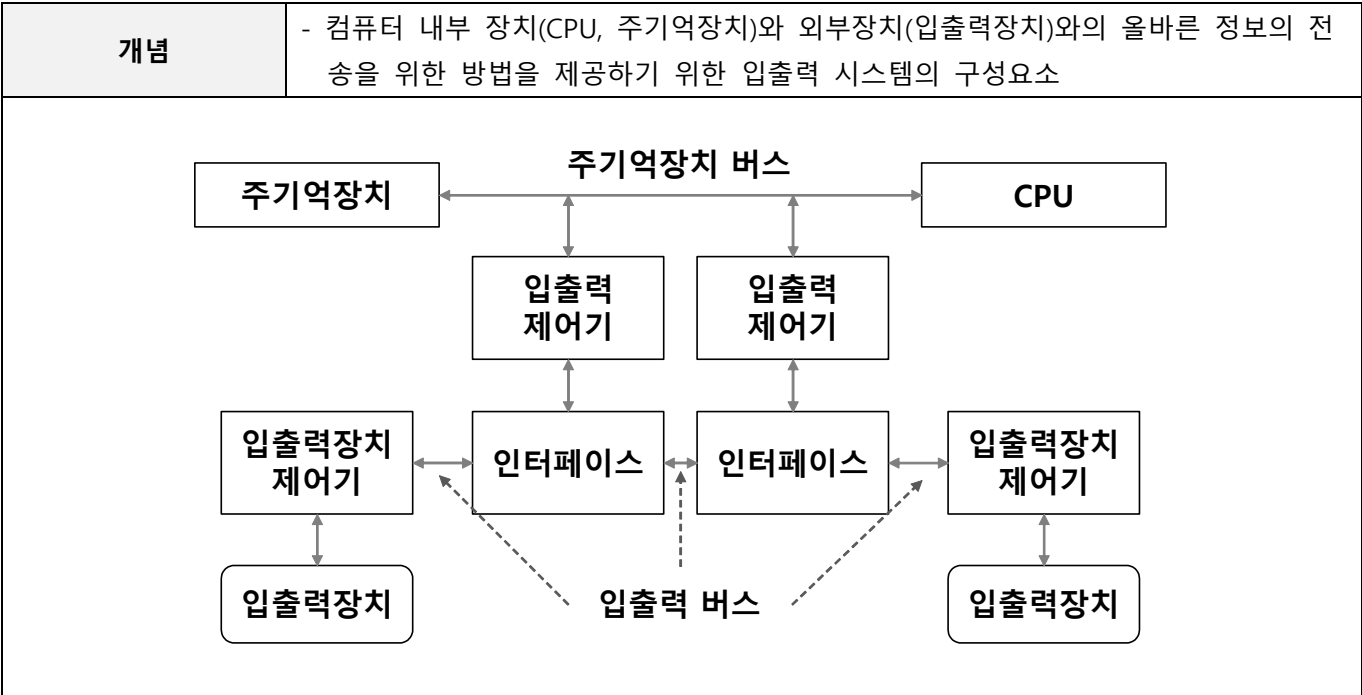 개념
- 컴퓨터 내부 장치(CPU, 주기억장치)와 외부장치(입출력장치)와의 올바른 정보의 전
송을 위한 방법을 제공하기 위한 입출력 시스템의 구성요소
주기억장치 버스
주기억장치
CPU
입출력
제어기
입출력
제어기
입출력장치
제어기
인터페이스
인터페이스
입출력장치
제어기
입출력장치
입출력 버스
입출력장치